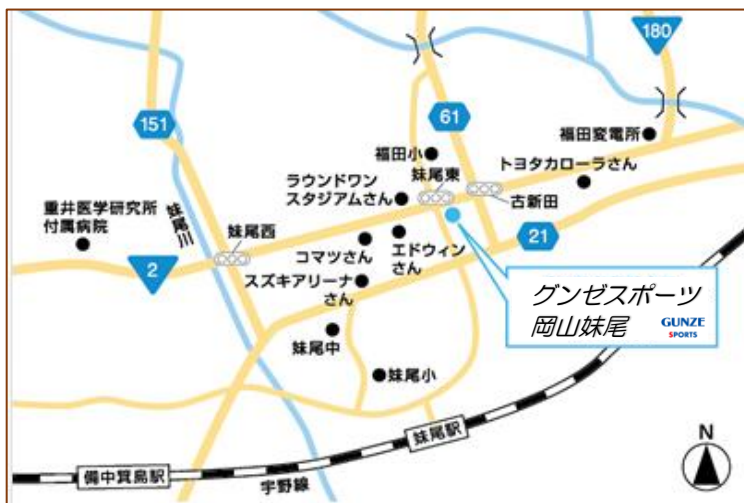 180
151
61
福田変電所
福田小
トヨタカローラさん
妹尾東
ラウンドワン
スタジアムさん
古新田
重井医学研究所
付属病院
妹尾川
妹尾西
コマツさん
エドウィン
さん
21
2
スズキアリーナ
さん
グンゼスポーツ
岡山妹尾
GUNZE
SPORTS
妹尾中
妹尾小
妹尾駅
備中箕島駅
宇野線
N